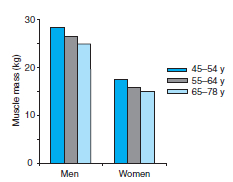 Muscle mass (kg)
30
20
10
0
Men
Women
45–54 y
55–64 y
65–78 y